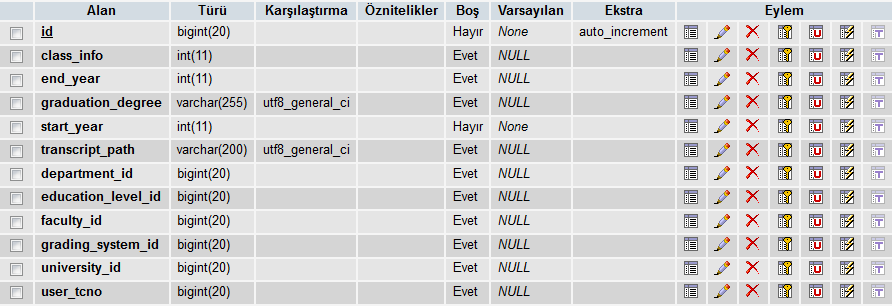 Alan Türü Karşılaştırma Öznitelikler Boş Varsayılan Ekstra Eylem
id bigint(20) Hayır None auto_increment
class_info int(11) Evet NULL
end_year int(11) Evet NULL
graduation_degree varchar(255) utf8_general_ci Evet NULL
start_year int(11) Hayır None
transcript_path varchar(200) utf8_general_ci Evet NULL
department_id bigint(20) Evet NULL
education_level_id bigint(20) Evet NULL
faculty_id bigint(20) Evet NULL
grading_system_id bigint(20) Evet NULL
university_id bigint(20) Evet NULL
user_tcno bigint(20) Evet NULL